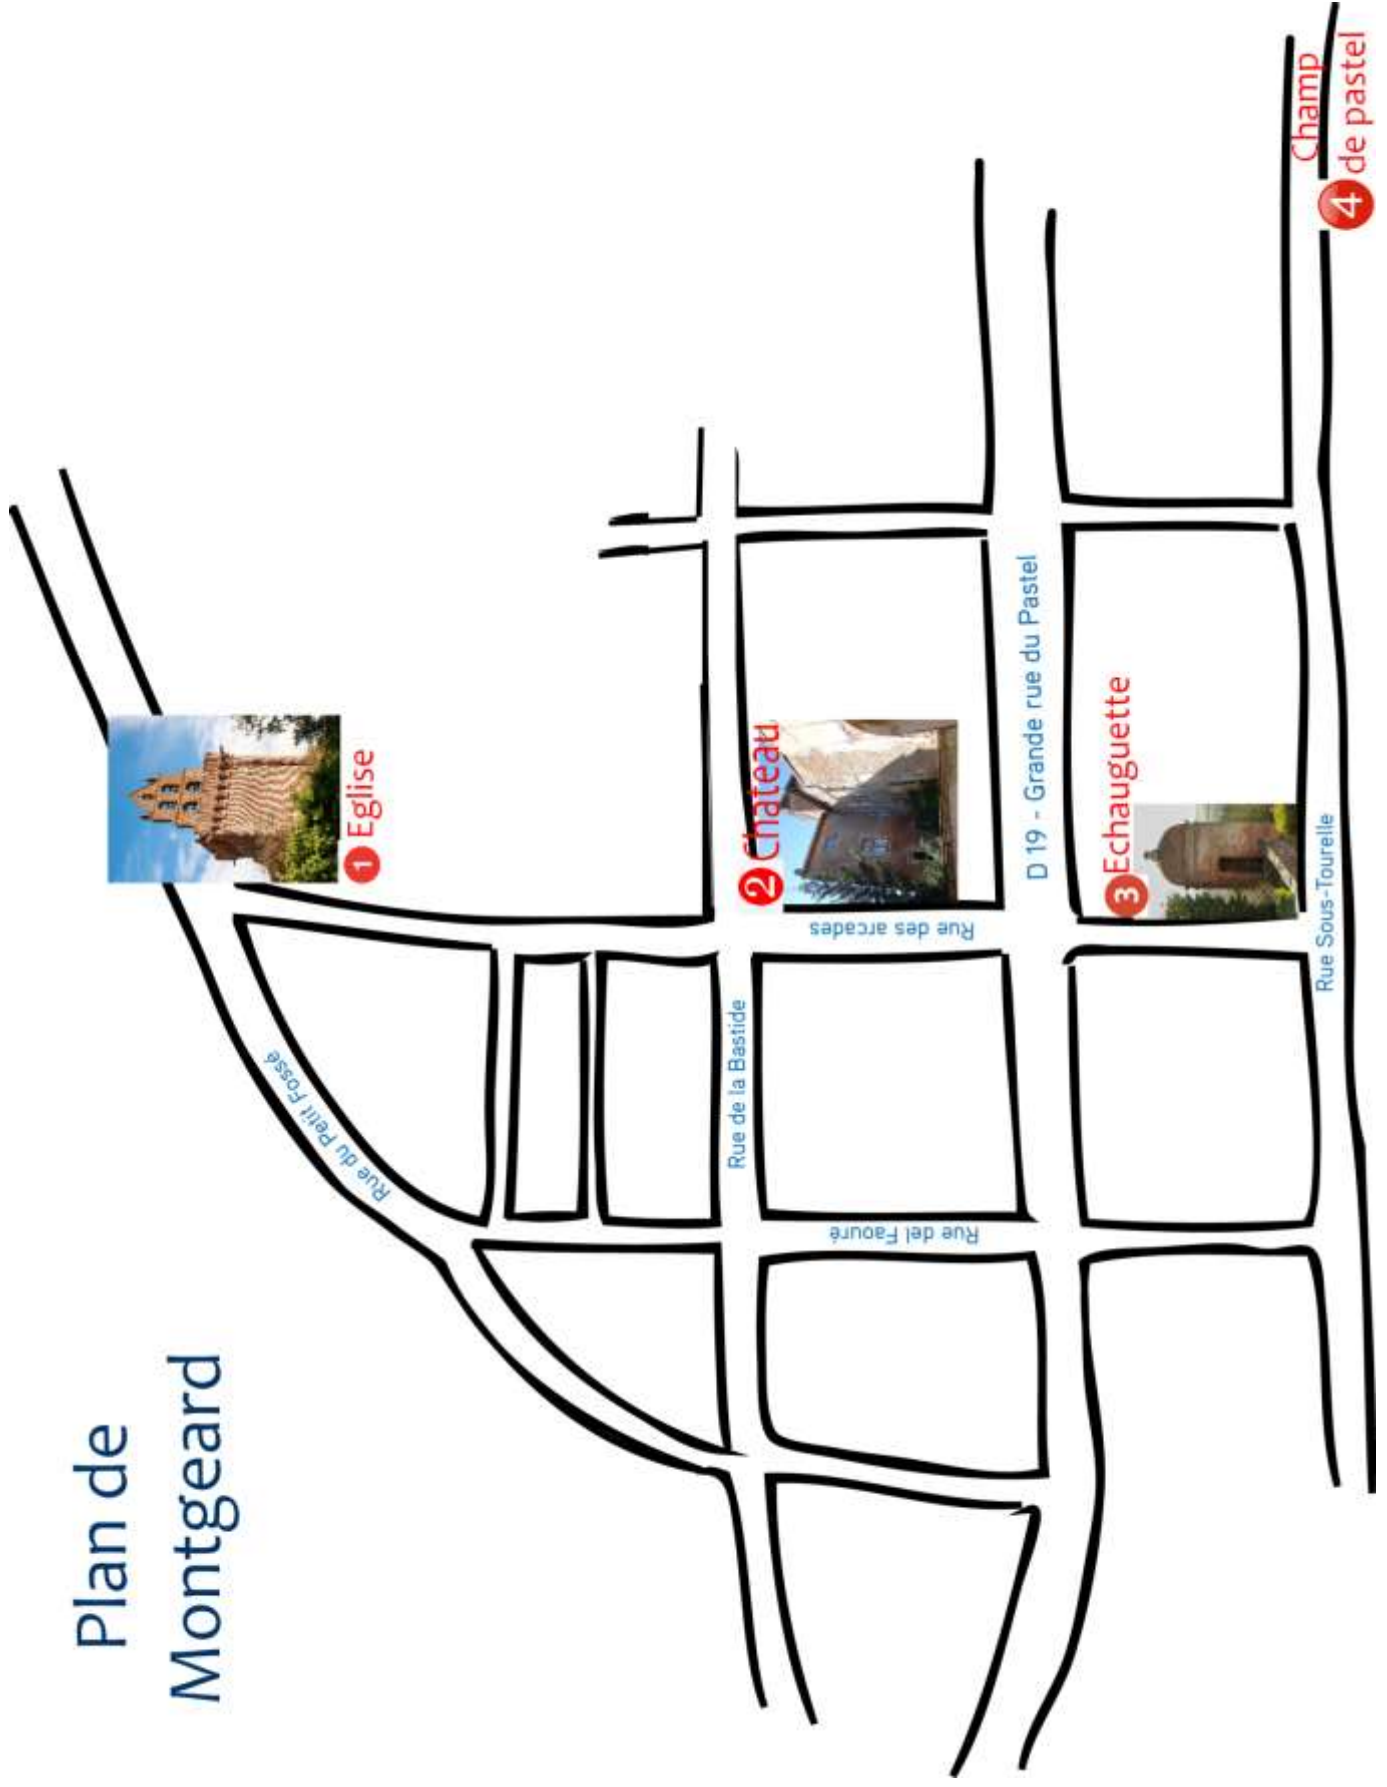 Plan de
Montgeard
1 Eglise
Rue du Petit Fossé
2 Chateau
Rue des arcades
Rue de la Bastide
Rue del Faouré
D 19 - Grande rue du Pastel
3 Echauguette
Rue Sous-Tourelle
Champ
4 de pastel